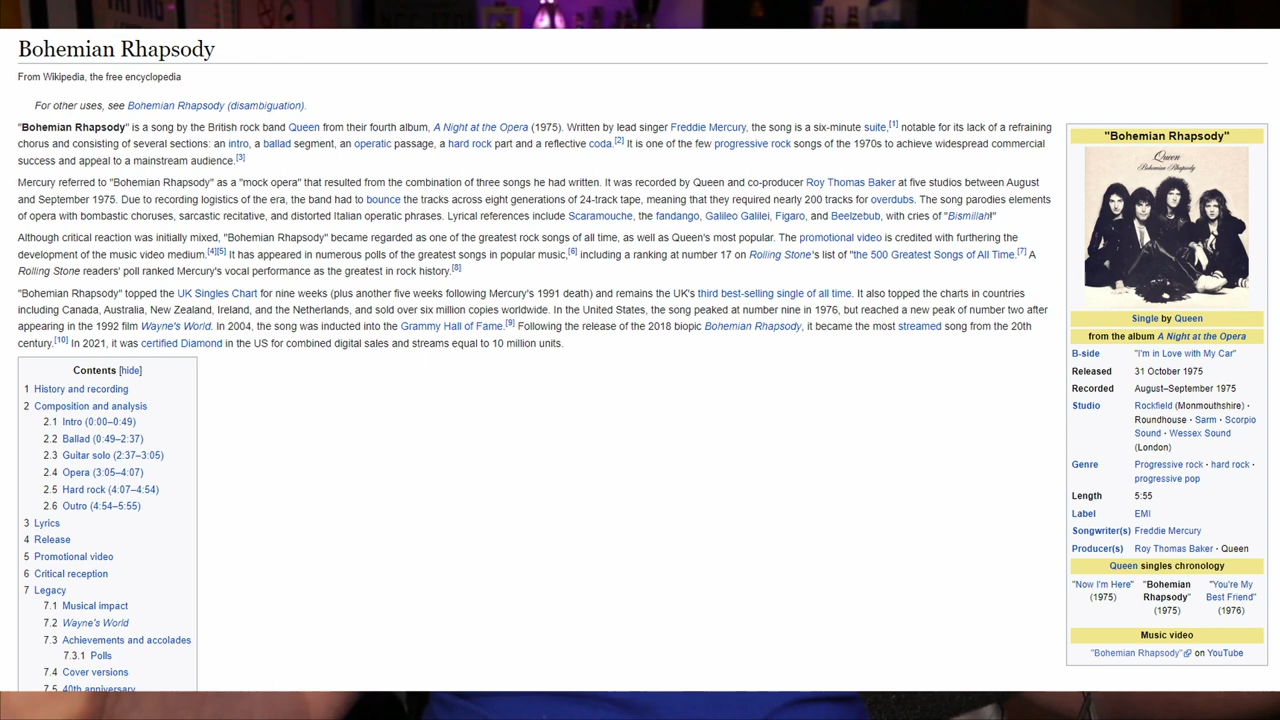 Bohemian Rhapsody
From Wikipedia, the free encyclopedia
For other uses, see Bohemian Rhapsody (disambiguation).
"Bohemian Rhapsody" is a song by the British rock band Queen from their fourth album, A Night at the Opera (1975). Written by lead singer Freddie Mercury, the song is a six-minute suite,[1] notable for its lack of a refraining
chorus and consisting of several sections: an intro, a ballad segment, an operatic passage, a hard rock part and a reflective coda.[2] It is one of the few progressive rock songs of the 1970s to achieve widespread commercial
success and appeal to a mainstream audience.[3]
Mercury referred to "Bohemian Rhapsody" as a "mock opera" that resulted from the combination of three songs he had written. It was recorded by Queen and co-producer Roy Thomas Baker at five studios between August
and September 1975. Due to recording logistics of the era, the band had to bounce the tracks across eight generations of 24-track tape, meaning that they required nearly 200 tracks for overdubs. The song parodies elements
of opera with bombastic choruses, sarcastic recitative, and distorted Italian operatic phrases. Lyrical references include Scaramouche, the fandango, Galileo Galilei, Figaro, and Beelzebub, with cries of "Bismillah!"
Although critical reaction was initially mixed, "Bohemian Rhapsody" became regarded as one of the greatest rock songs of all time, as well as Queen's most popular. The promotional video is credited with furthering the
development of the music video medium.[4][5] It has appeared in numerous polls of the greatest songs in popular music,[6] including a ranking at number 17 on Rolling Stone's list of "the 500 Greatest Songs of All Time.[7] A
Rolling Stone readers' poll ranked Mercury's vocal performance as the greatest in rock history.[8]
"Bohemian Rhapsody" topped the UK Singles Chart for nine weeks (plus another five weeks following Mercury's 1991 death) and remains the UK's third best-selling single of all time. It also topped the charts in countries
including Canada, Australia, New Zealand, Ireland, and the Netherlands, and sold over six million copies worldwide. In the United States, the song peaked at number nine in 1976, but reached a new peak of number two after
appearing in the 1992 film Wayne's World. In 2004, the song was inducted into the Grammy Hall of Fame.[9] Following the release of the 2018 biopic Bohemian Rhapsody, it became the most streamed song from the 20th
century.[10] In 2021, it was certified Diamond in the US for combined digital sales and streams equal to 10 million units.
Contents [hide]
1 History and recording
2 Composition and analysis
2.1 Intro (0:00–0:49)
2.2 Ballad (0:49–2:37)
2.3 Guitar solo (2:37–3:05)
2.4 Opera (3:05–4:07)
2.5 Hard rock (4:07–4:54)
2.6 Outro (4:54–5:55)
3 Lyrics
4 Release
5 Promotional video
6 Critical reception
7 Legacy
7.1 Musical impact
7.2 Wayne's World
7.3 Achievements and accolades
7.3.1 Polls
7.4 Cover versions
7.5 40th anniversary
"Bohemian Rhapsody"
Queen
Bohemian Rhapsody
Single by Queen
from the album A Night at the Opera
B-side "I'm in Love with My Car"
Released 31 October 1975
Recorded August–September 1975
Studio Rockfield (Monmouthshire) ·
Roundhouse · Sarm · Scorpio
Sound · Wessex Sound
(London)
Genre Progressive rock · hard rock ·
progressive pop
Length 5:55
Label EMI
Songwriter(s) Freddie Mercury
Producer(s) Roy Thomas Baker · Queen
Queen singles chronology
"Now I'm Here" "Bohemian "You're My
(1975) Rhapsody" Best Friend"
(1975) (1976)
Music video
"Bohemian Rhapsody" on YouTube